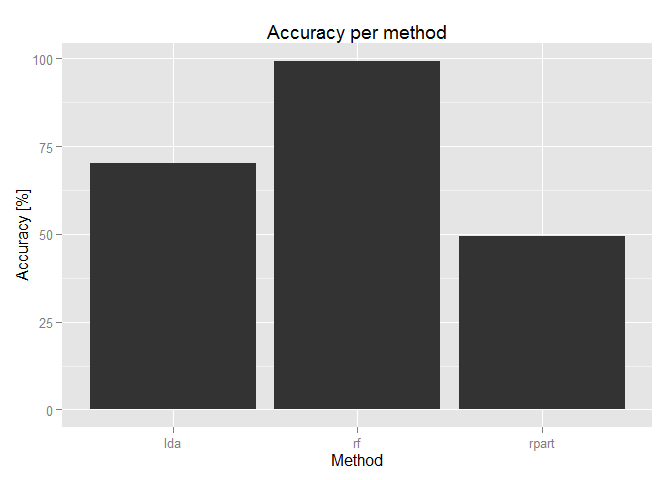 Accuracy per method
Accuracy [%]
100
75
50
25
0
lda
rf
rpart
Method